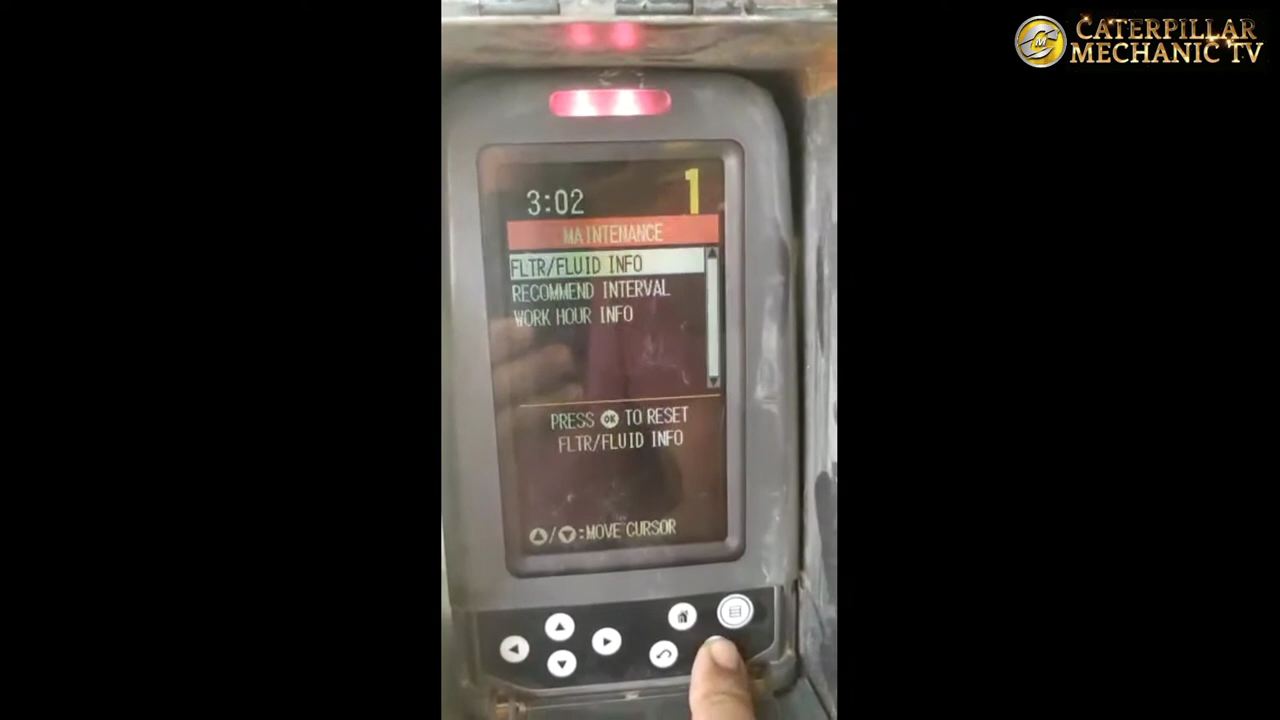 CATERPILLAR
MECHANIC TV
3:02
1
MAINTENANCE
FLTR/FLUID INFO
RECOMMEND INTERVAL
WORK HOUR INFO
PRESS OK TO RESET
FLTR/FLUID INFO
:MOVE CURSOR